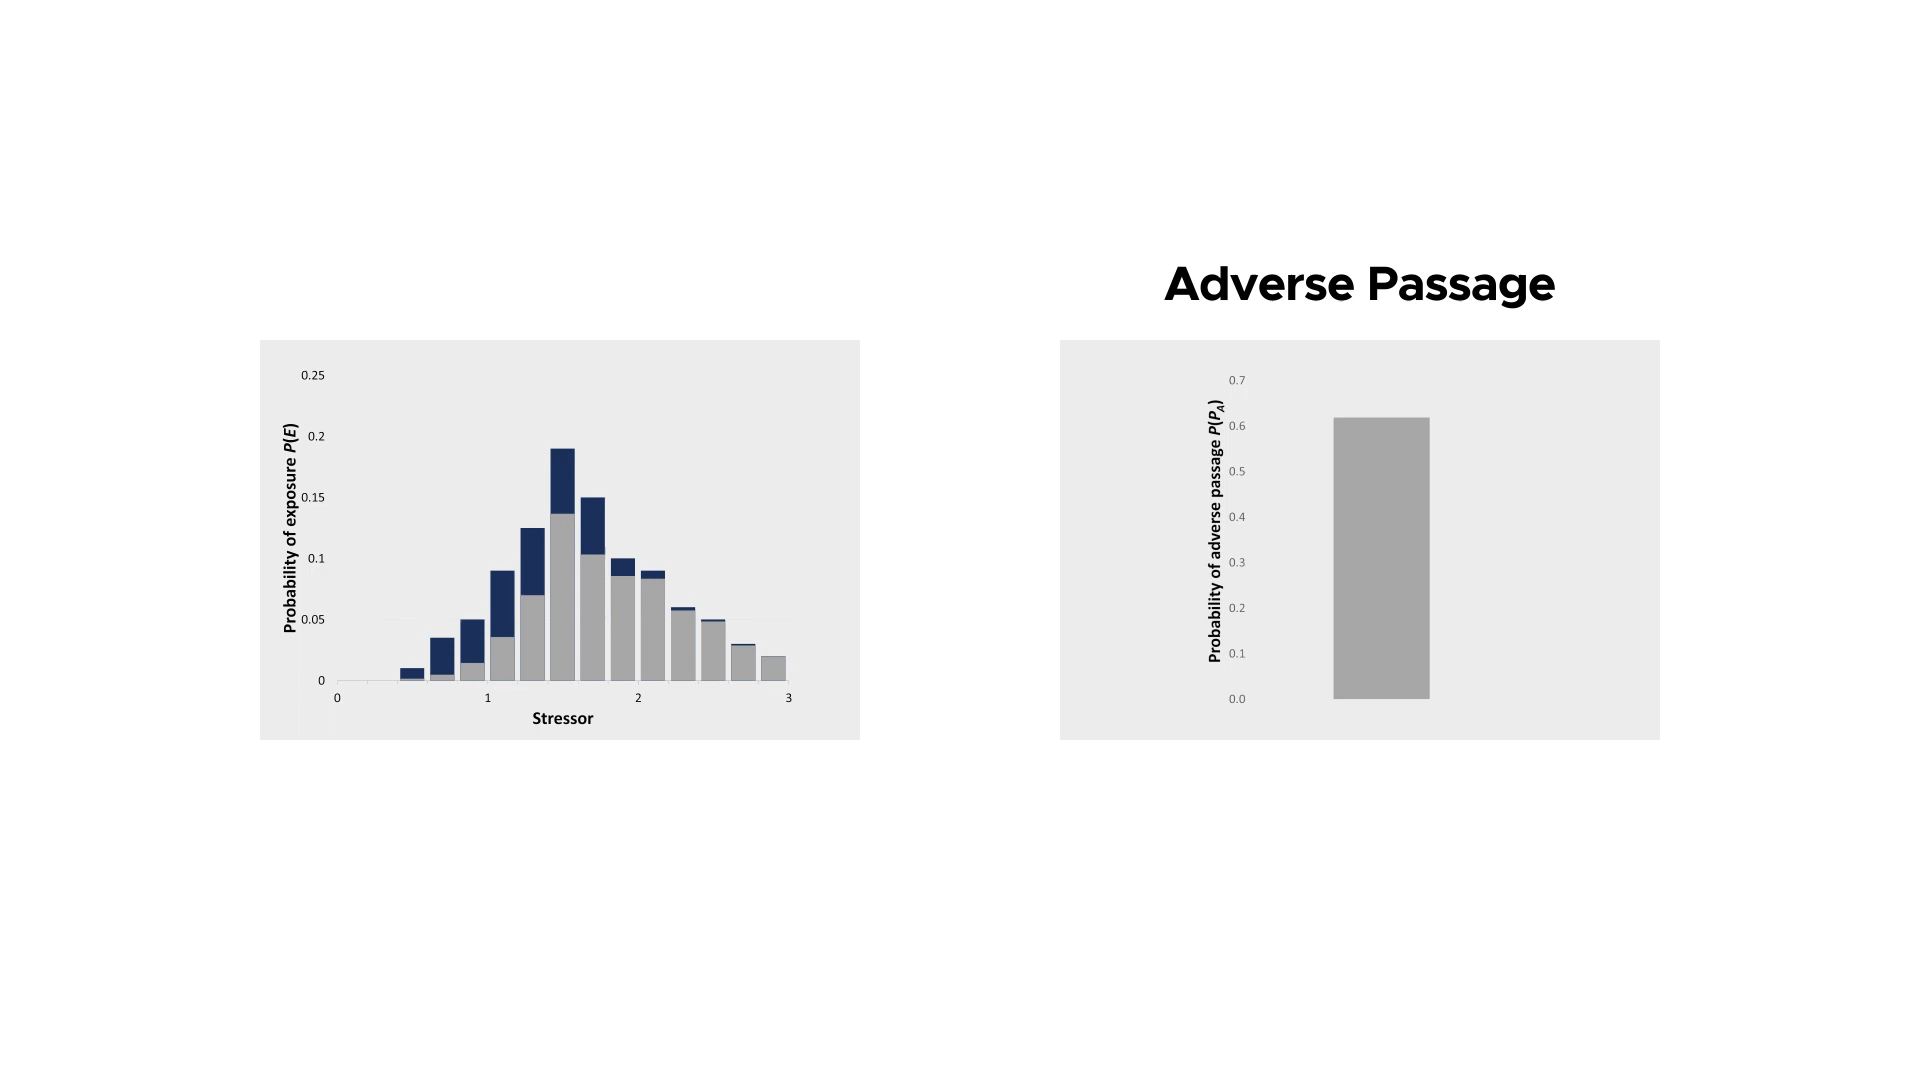 Adverse Passage
Probability of exposure P(E)
0.25
0.2
0.15
0.1
0.05
0
0 1 2 3
Stressor
Probability of adverse passage P(PA)
0.7
0.6
0.5
0.4
0.3
0.2
0.1
0.0